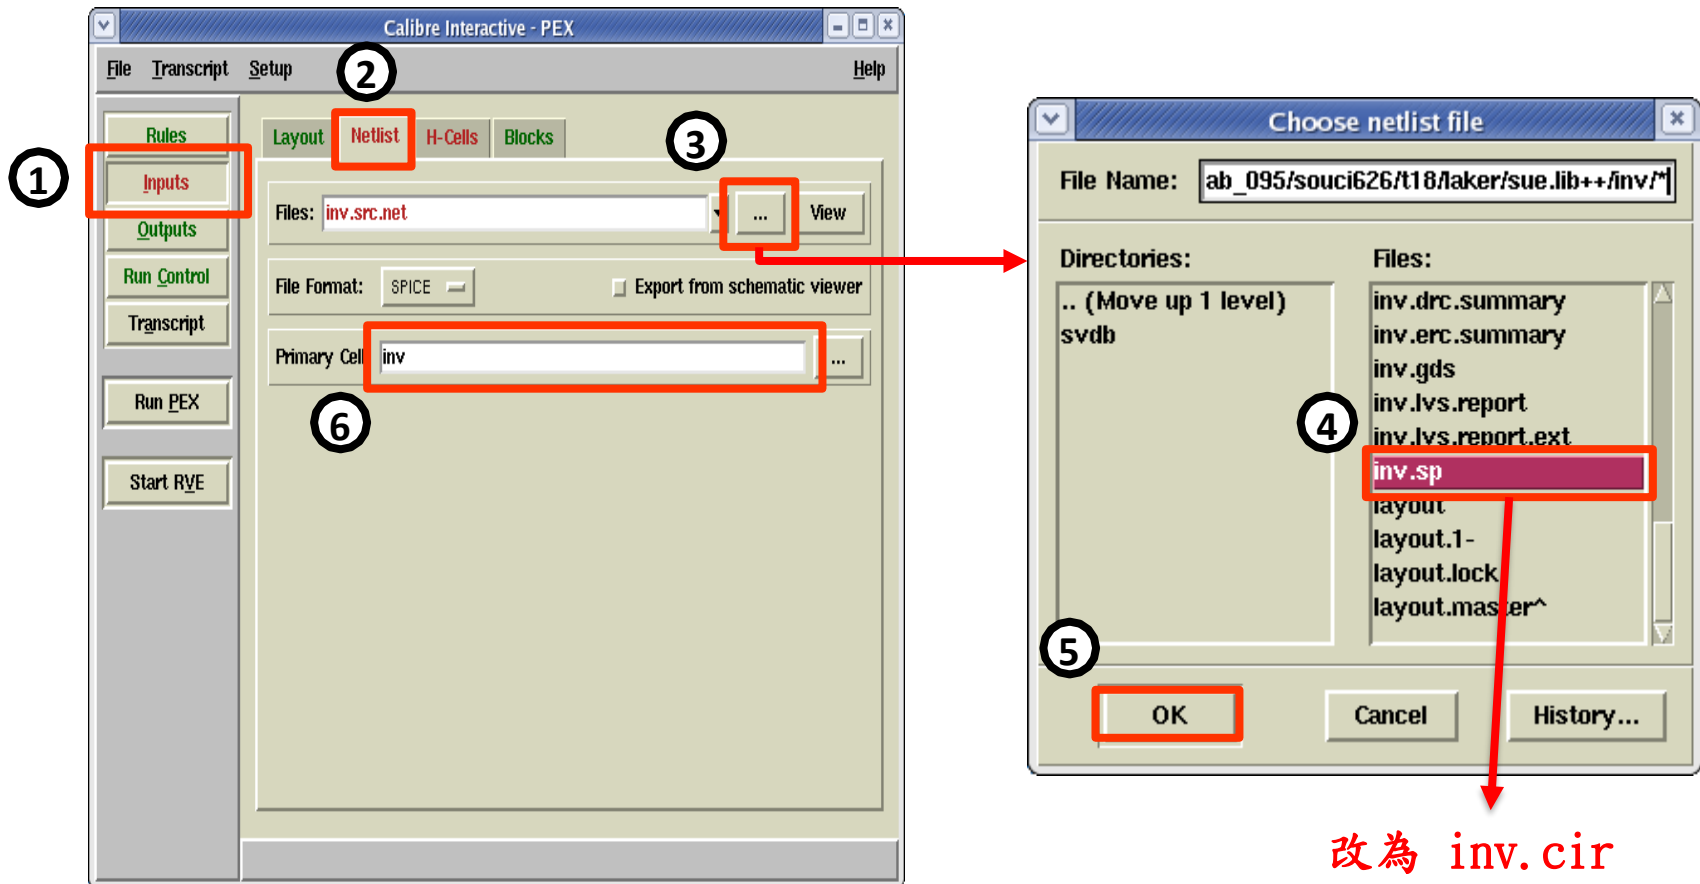 Calibre Interactive - PEX
File Transcript Setup Help
2
1
Rules
Inputs
Outputs
Run Control
Transcript
Run PEX
Start RVE
Layout Netlist H-Cells Blocks
3
Files: inv.src.net ... View
File Format: SPICE Export from schematic viewer
Primary Cell inv ...
6
Choose netlist file
File Name: ab_095/souci626/t18/laker/sue.lib++/inv/*
Directories:
.. (Move up 1 level)
svdb
Files:
inv.drc.summary
inv.erc.summary
inv.gds
inv.lvs.report
inv.lvs.report.ext
4
inv.sp
layout
layout.1-
layout.lock
layout.master^
5
OK Cancel History...
改為 inv.cir